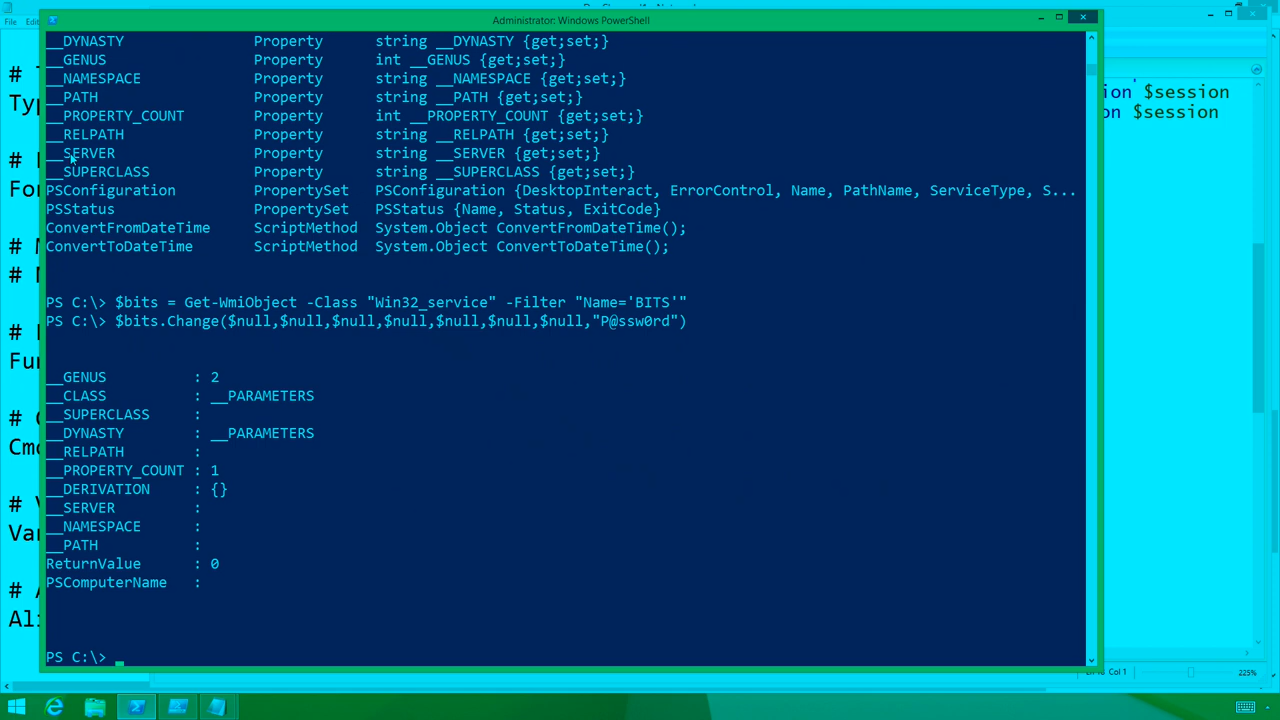 Administrator: Windows PowerShell
File
__DYNASTY Property string __DYNASTY {get;set;}
__GENUS Property int __GENUS {get;set;}
__NAMESPACE Property string __NAMESPACE {get;set;}
__PATH Property string __PATH {get;set;}
__PROPERTY_COUNT Property int __PROPERTY_COUNT {get;set;}
__RELPATH Property string __RELPATH {get;set;}
__SERVER Property string __SERVER {get;set;}
__SUPERCLASS Property string __SUPERCLASS {get;set;}
PSConfiguration PropertySet PSConfiguration {DesktopInteract, ErrorControl, Name, PathName, ServiceType, S...
PSStatus PropertySet PSStatus {Name, Status, ExitCode}
ConvertFromDateTime ScriptMethod System.Object ConvertFromDateTime();
ConvertToDateTime ScriptMethod System.Object ConvertToDateTime();
PS C:\> $bits = Get-WmiObject -Class "Win32_service" -Filter "Name='BITS'"
PS C:\> $bits.Change($null,$null,$null,$null,$null,$null,$null,"P@ssw0rd")
__GENUS : 2
__CLASS : __PARAMETERS
__SUPERCLASS :
__DYNASTY : __PARAMETERS
__RELPATH :
__PROPERTY_COUNT : 1
__DERIVATION : {}
__SERVER :
__NAMESPACE :
__PATH :
ReturnValue : 0
PSComputerName :
PS C:\>
$session
$session
Col 1
225%